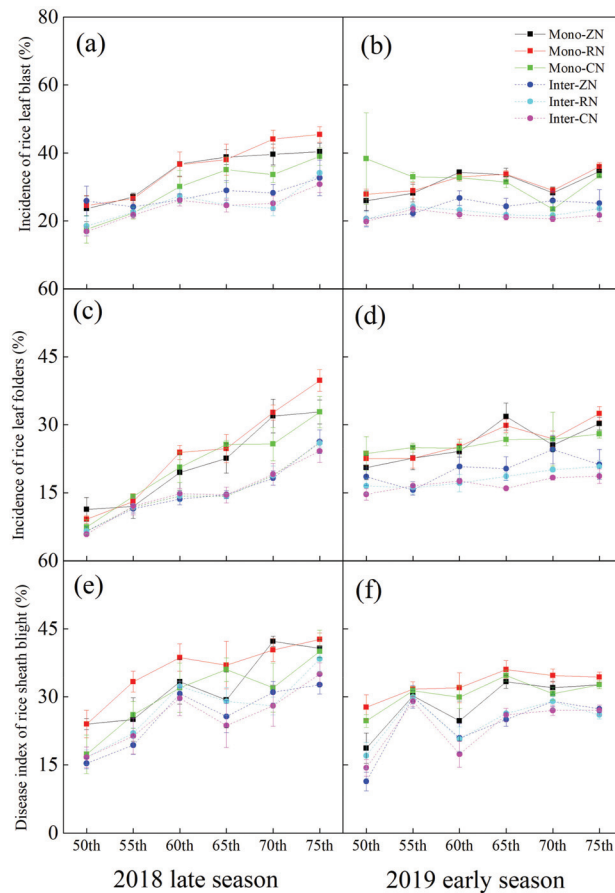 (a)
(b)
Mono-ZN
Mono-RN
Mono-CN
Inter-ZN
Inter-RN
Inter-CN
Incidence of rice leaf blast (%)
80
60
40
20
60
(c)
(d)
Incidence of rice leaf folders (%)
45
30
15
60
(e)
(f)
Disease index of rice sheath blight (%)
45
30
15
0
50th 55th 60th 65th 70th 75th 50th 55th 60th 65th 70th 75th
2018 late season 2019 early season